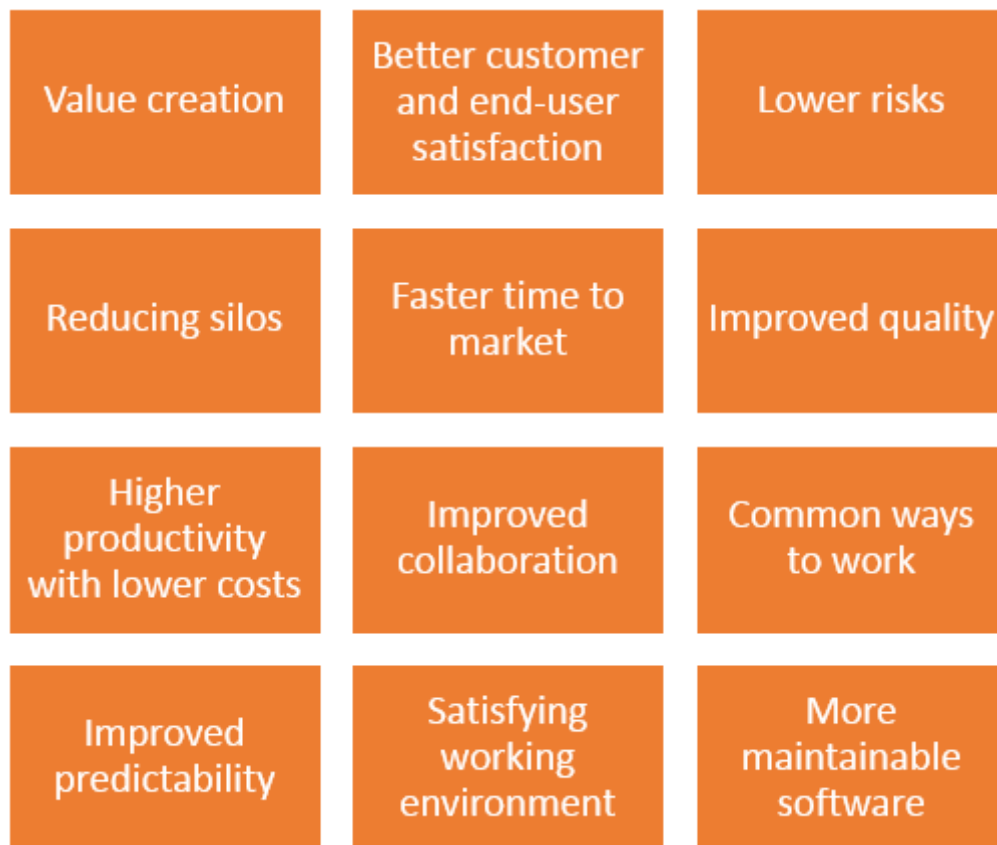 Value creation
Better customer
and end-user
satisfaction
Lower risks
Reducing silos
Faster time to
market
Improved quality
Higher
productivity
with lower costs
Improved
collaboration
Common ways
to work
Improved
predictability
Satisfying
working
environment
More
maintainable
software